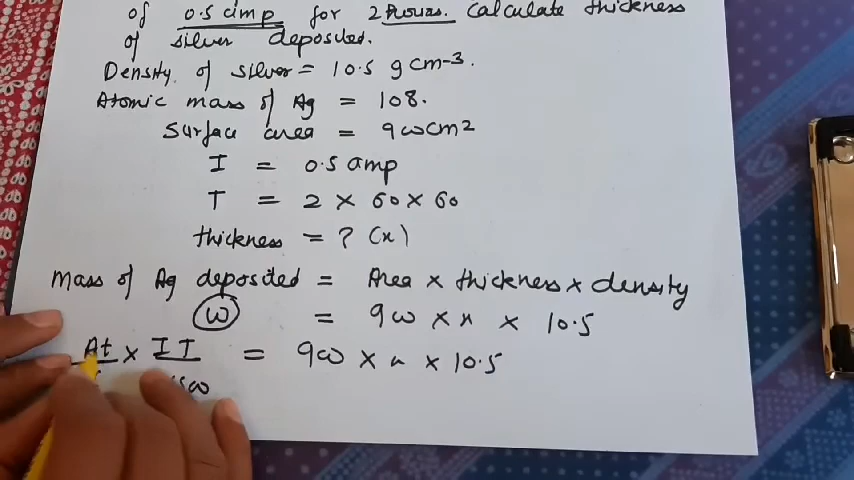 of 0.5 amp for 2 hours. Calculate thickness
of silver deposited.
Density of silver = 10.5 g cm-3.
Atomic mass of Ag = 108.
Surface area = 900cm2
I = 0.5 amp
T = 2 × 60 × 60
thickness = ? (x)
Mass of Ag deposited = Area × thickness × density
W = 900 × x × 10.5
At × IT = 900 × x × 10.5